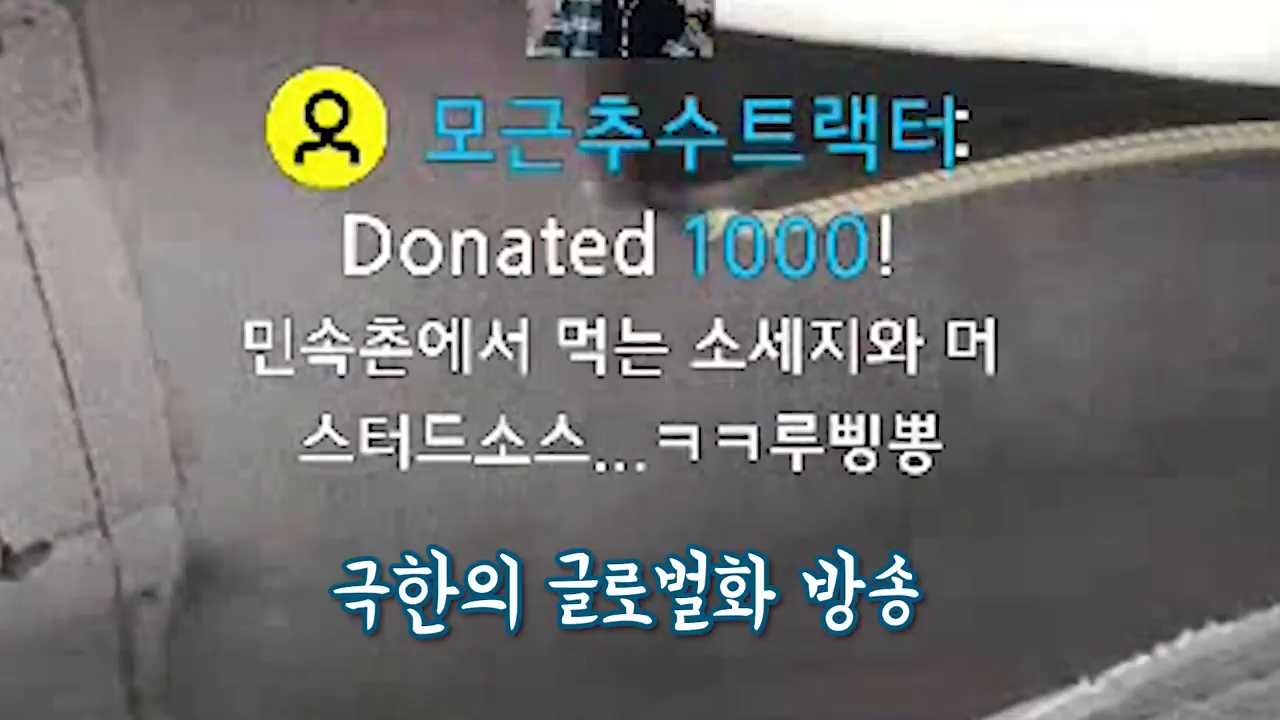 모근추수트랙터:
Donated 1000!
민속촌에서 먹는 소세지와 머
스터드소스...ㅋㅋ루삥뽕
극한의 글로벌화 방송